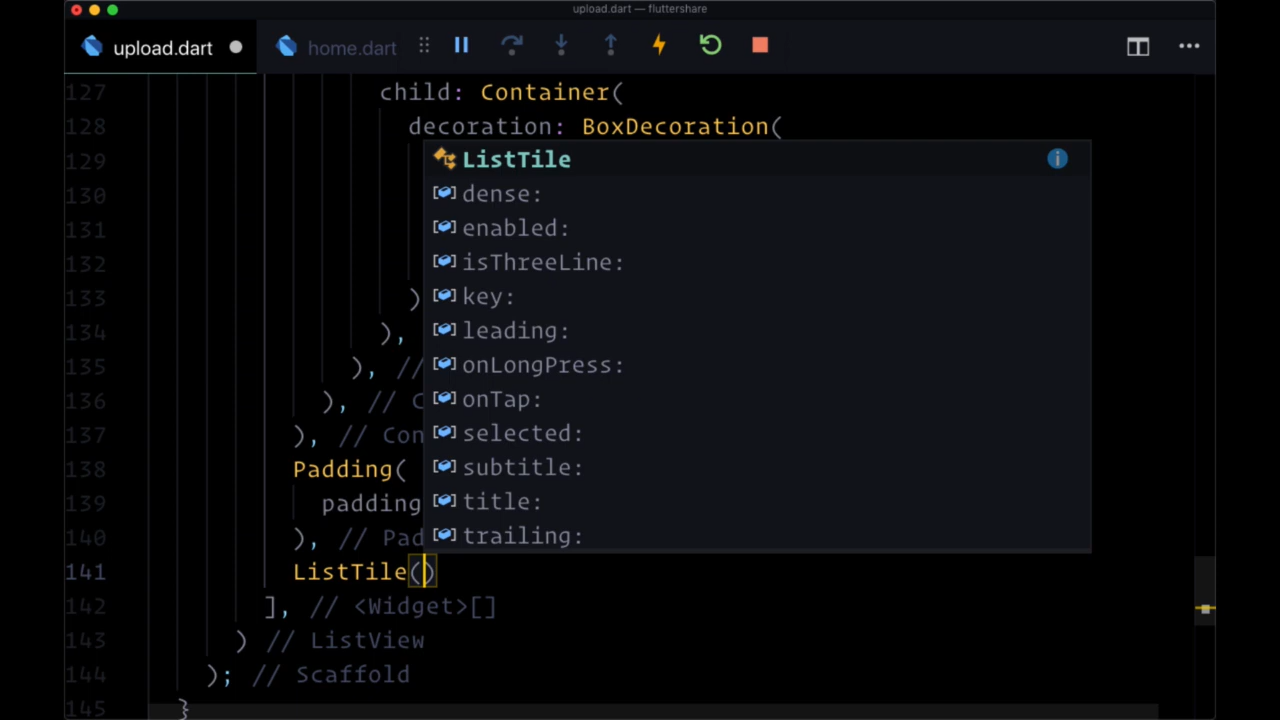 upload.dart — fluttershare
upload.dart home.dart
127 child: Container(
128 decoration: BoxDecoration(
129 ListTile
130 dense:
131 enabled:
132 isThreeLine:
133 ) key:
134 ), leading:
135 ), // onLongPress:
136 ), // C onTap:
137 ), // Con selected:
138 Padding( subtitle:
139 padding title:
140 ), // Pad trailing:
141 ListTile()
142 ], // <Widget>[]
143 ) // ListView
144 ); // Scaffold
145 }